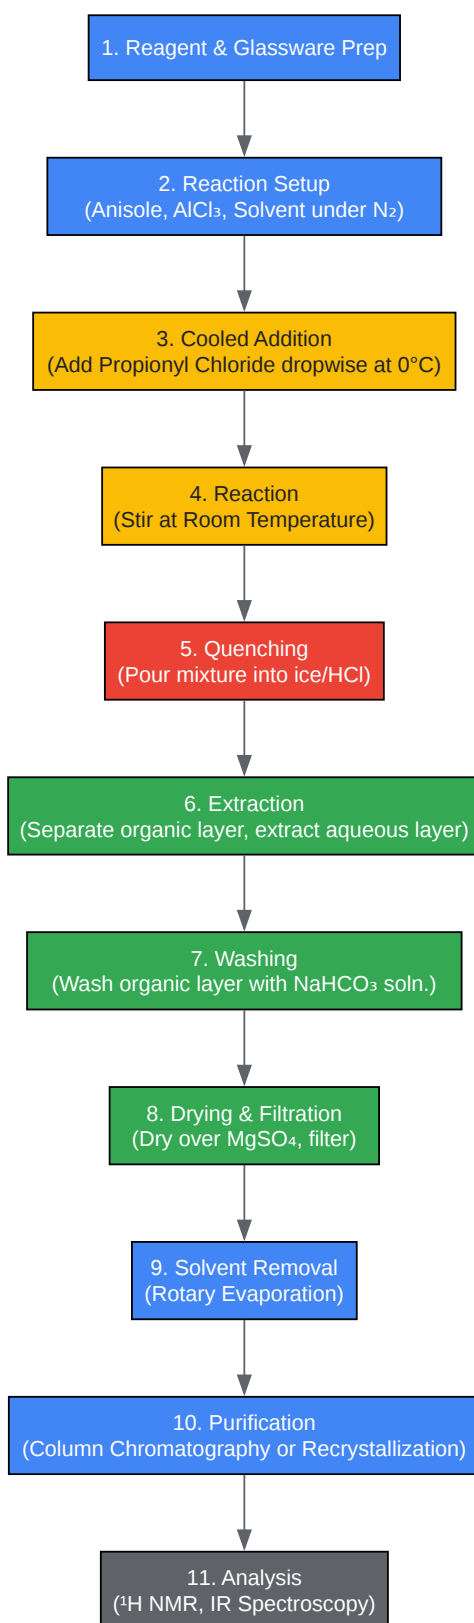 1. Reagent & Glassware Prep
2. Reaction Setup
(Anisole, AlCl₃, Solvent under N₂)
3. Cooled Addition
(Add Propionyl Chloride dropwise at 0°C)
4. Reaction
(Stir at Room Temperature)
5. Quenching
(Pour mixture into ice/HCl)
6. Extraction
(Separate organic layer, extract aqueous layer)
7. Washing
(Wash organic layer with NaHCO₃ soln.)
8. Drying & Filtration
(Dry over MgSO₄, filter)
9. Solvent Removal
(Rotary Evaporation)
10. Purification
(Column Chromatography or Recrystallization)
11. Analysis
(¹H NMR, IR Spectroscopy)